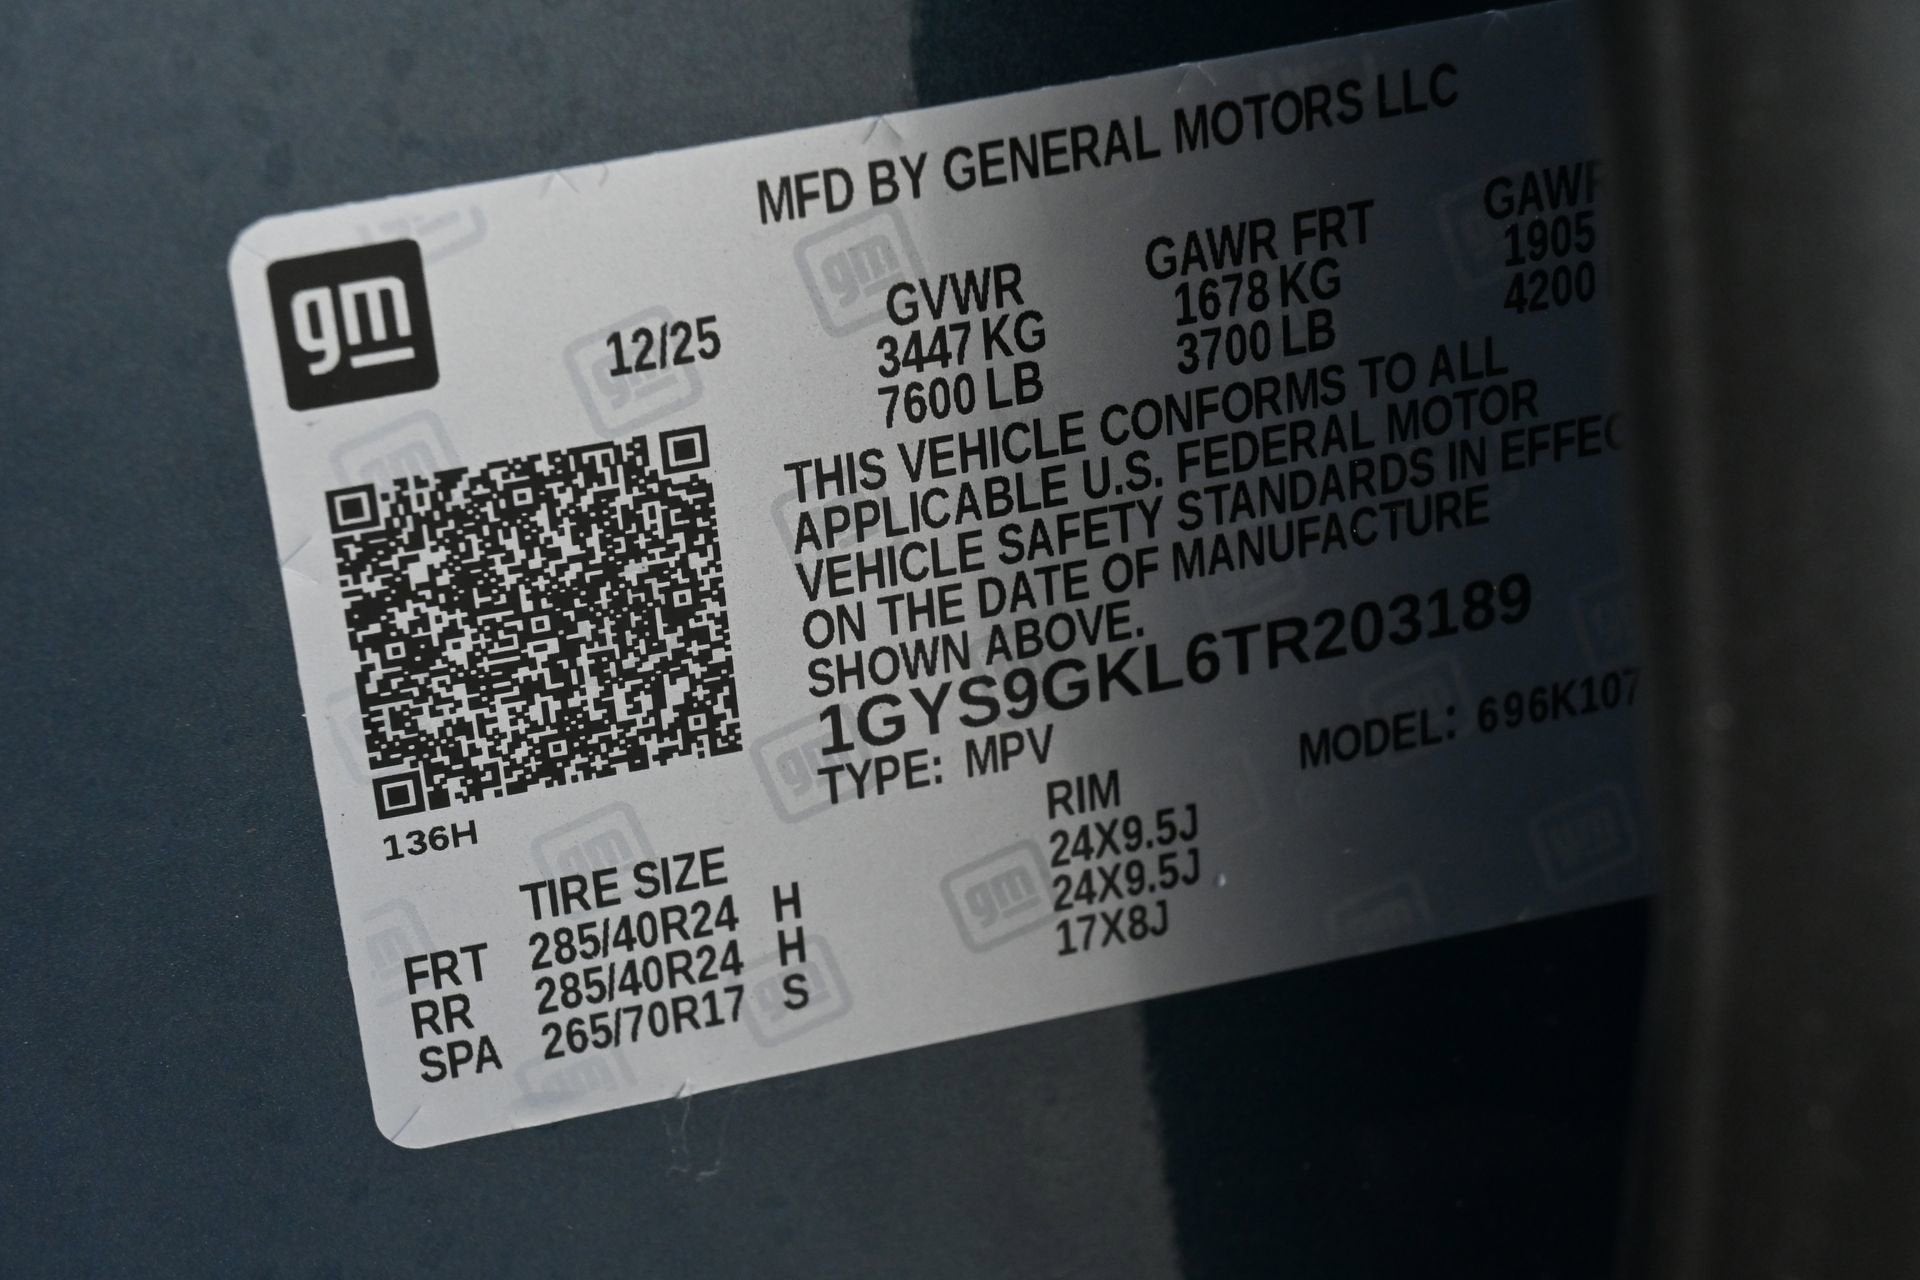 MFD BY GENERAL MOTORS LLC
gm
12/25
GVWR GAWR FRT
3447 KG 1678 KG 1905
7600 LB 3700 LB 4200
THIS VEHICLE CONFORMS TO ALL
APPLICABLE U.S. FEDERAL MOTOR
VEHICLE SAFETY STANDARDS IN
ON THE DATE OF MANUFACTURE
SHOWN ABOVE.
1GYS9GKL6TR203189
TYPE: MPV MODEL: 696K107
136H
TIRE SIZE RIM
FRT 285/40R24 H 24X9.5J
RR 285/40R24 H 24X9.5J
SPA 265/70R17 S 17X8J